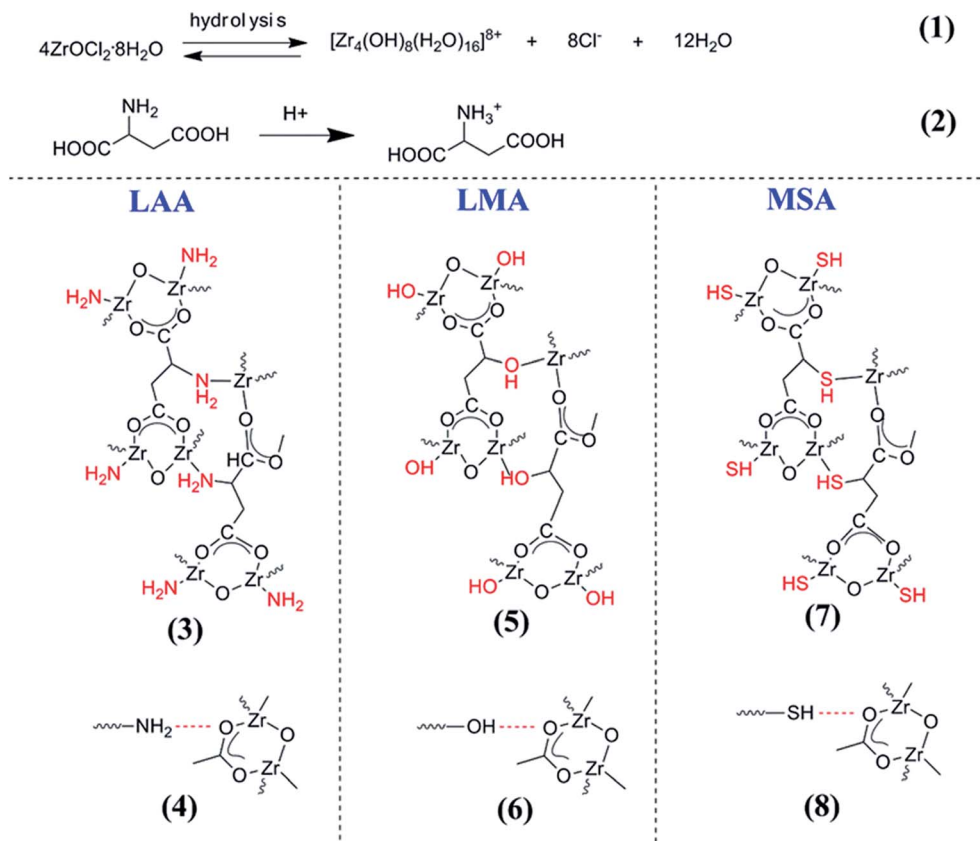 hydrolysis
4ZrOCl₂·8H₂O [Zr₄(OH)₈(H₂O)₁₆]⁸⁺ + 8Cl⁻ + 12H₂O (1)
NH₂ H+ NH₃⁺ (2)
HOOC COOH HOOC COOH
LAA
NH₂
O Zr
H₂N Zr
O O
C
N Zr
H₂
C O
O O
Zr Zr HC O
H₂N O H₂N
C
O O
Zr Zr
H₂N O NH₂
(3)
NH₂ O Zr
O
O Zr
(4)
LMA
OH
O Zr
HO Zr
O O
C
O Zr
H
C O
O O
Zr Zr C O
OH O HO
C
O O
Zr Zr
HO O OH
(5)
OH O Zr
O
O Zr
(6)
MSA
SH
O Zr
HS Zr
O O
C
S Zr
H
C O
O O
Zr Zr C O
SH O HS
C
O O
Zr Zr
HS O SH
(7)
SH O Zr
O
O Zr
(8)